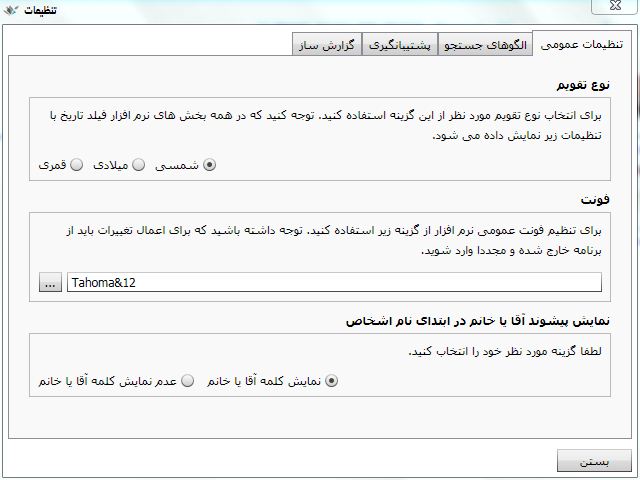 تنظیمات
تنظیمات عمومی
الگوهای جستجو
پشتیبانگیری
گزارش ساز
نوع تقویم
برای انتخاب نوع تقویم مورد نظر از این گزینه استفاده کنید. توجه کنید که در همه بخش های نرم افزار فیلد تاریخ با
تنظیمات زیر نمایش داده می شود.
شمسی میلادی قمری
فونت
برای تنظیم فونت عمومی نرم افزار از گزینه زیر استفاده کنید. توجه داشته باشید که برای اعمال تغییرات باید از
برنامه خارج شده و مجددا وارد شوید.
Tahoma&12
...
نمایش پیشوند آقا یا خانم در ابتدای نام اشخاص
لطفا گزینه مورد نظر خود را انتخاب کنید.
نمایش کلمه آقا یا خانم عدم نمایش کلمه آقا یا خانم
بستن